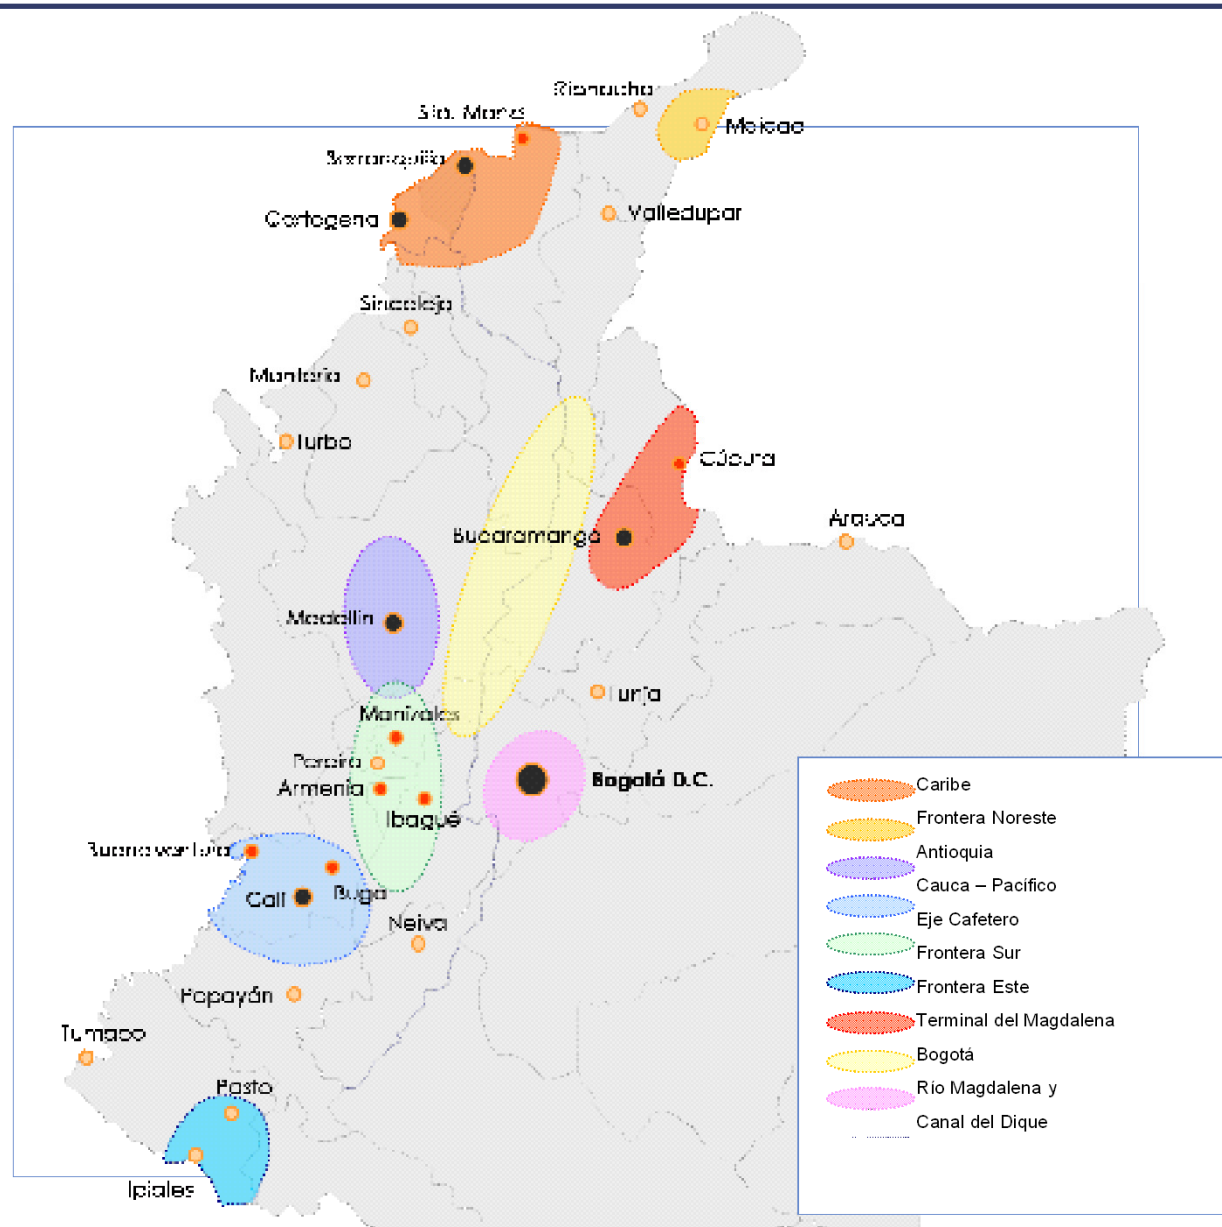 Rionacha
Sta. Marta
Maicao
Barranquilla
Cartagena
Valledupar
Sincelejo
Montería
Turbo
Cúcuta
Arauca
Bucaramanga
Medellín
Tunja
Manizales
Pereira
Bogotá D.C.
Armenia
Ibagué
Buenaventura
Buga
Cali
Neiva
Popayán
Tumaco
Pasto
Ipiales
Caribe
Frontera Noreste
Antioquia
Cauca – Pacífico
Eje Cafetero
Frontera Sur
Frontera Este
Terminal del Magdalena
Bogotá
Río Magdalena y
Canal del Dique